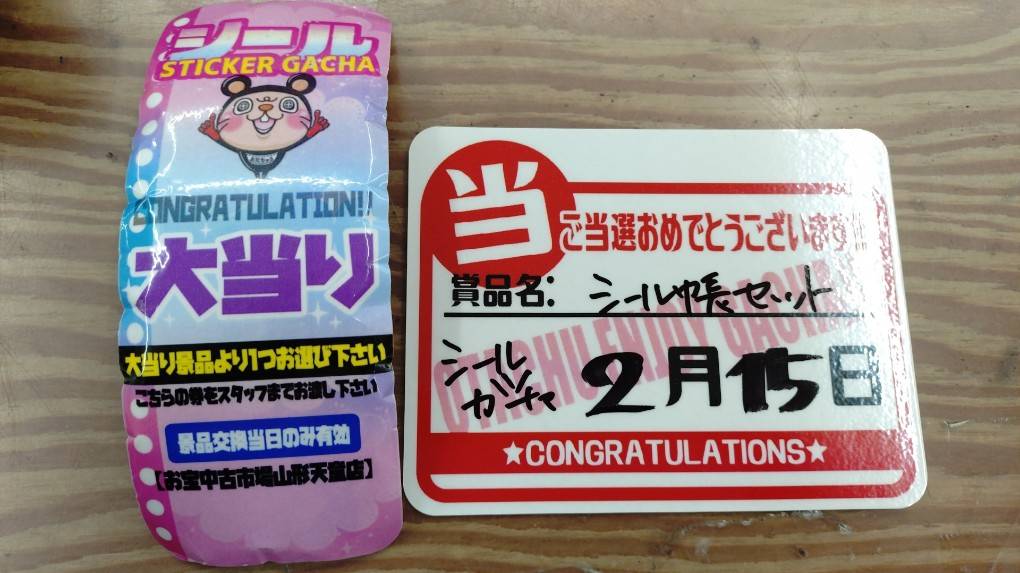 シール
STICKER GACHA
CONGRATULATION!!
大当り
大当り景品より1つお選び下さい
こちらの券をスタッフまでお渡し下さい
景品交換当日のみ有効
【お宝中古市場山形天童店】
当
ご当選おめでとうございます!!
賞品名: シール帳セット
シール
ガチャ
2月15日
★CONGRATULATIONS★